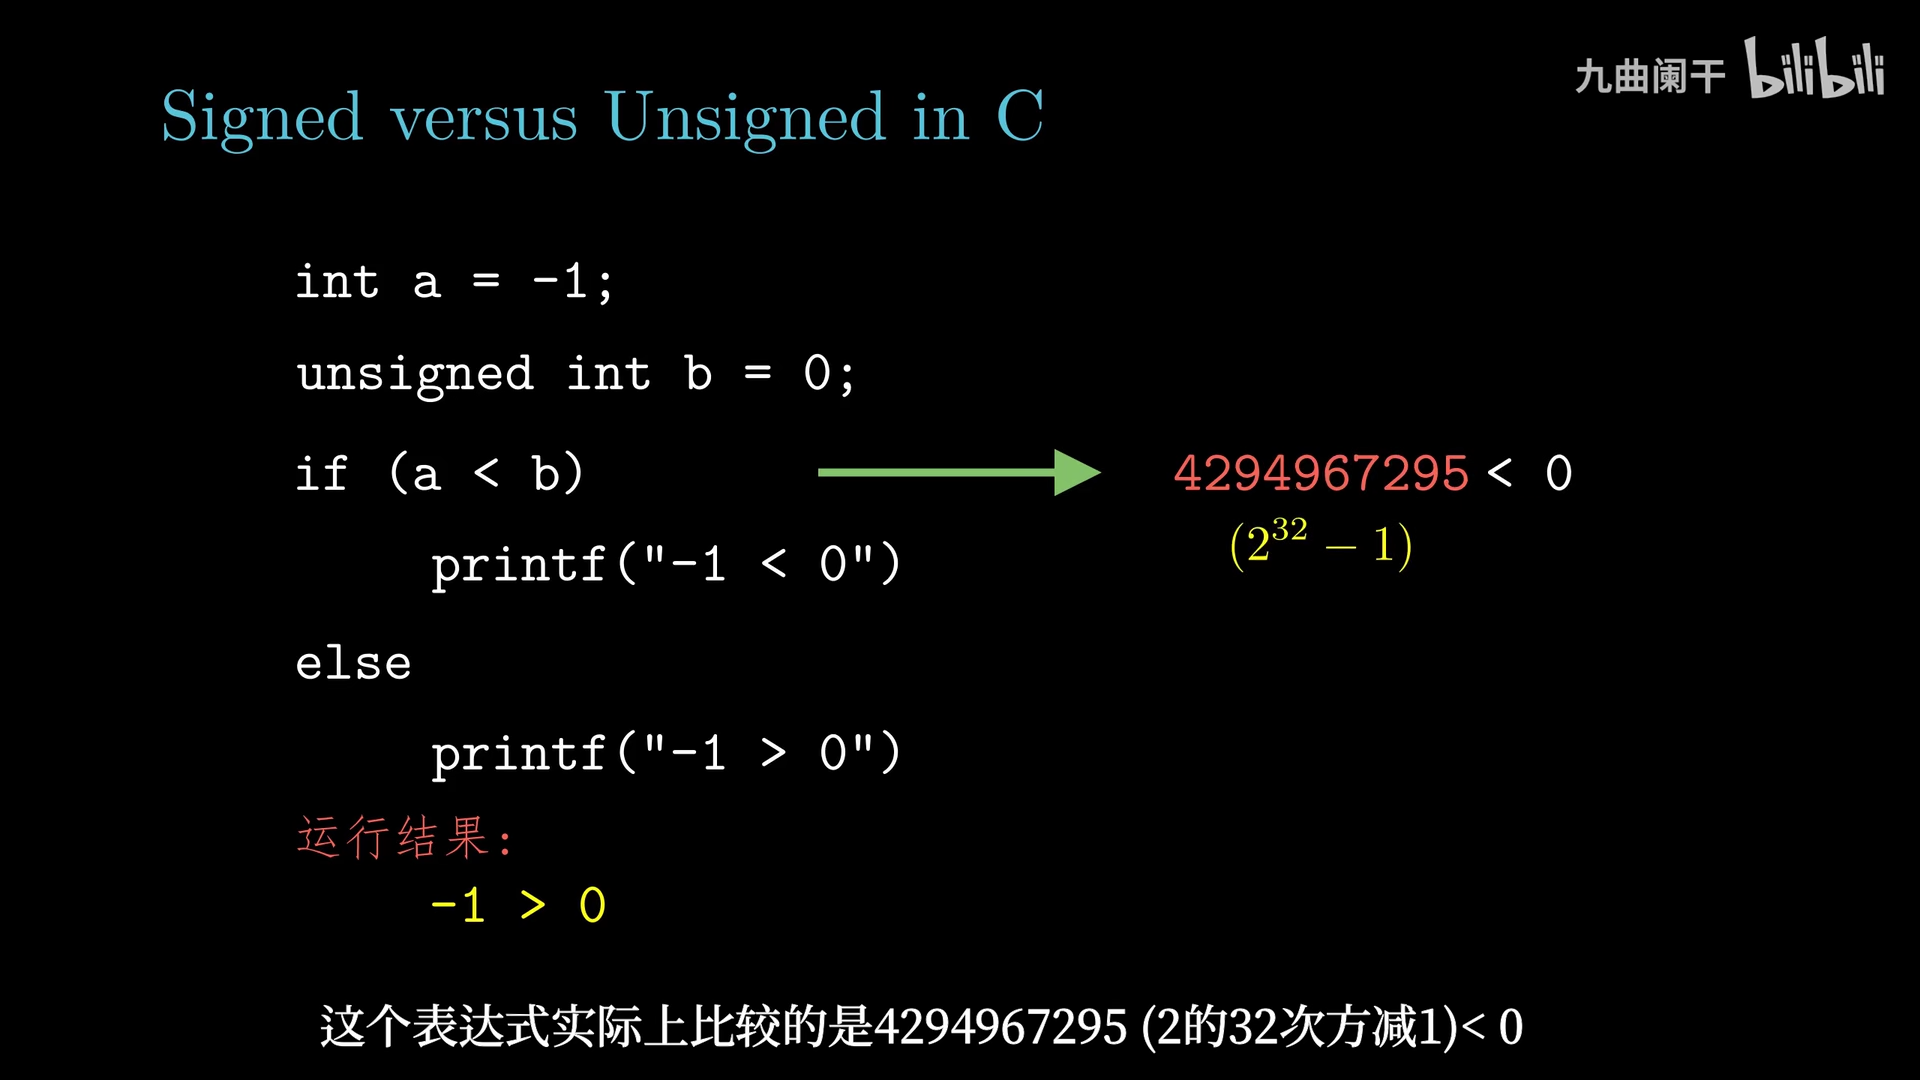 九曲阑干 bilibili
Signed versus Unsigned in C
int a = -1;
unsigned int b = 0;
if (a < b)
4294967295 < 0
(2³² − 1)
printf("-1 < 0")
else
printf("-1 > 0")
运行结果:
-1 > 0
这个表达式实际上比较的是4294967295 (2的32次方减1)< 0